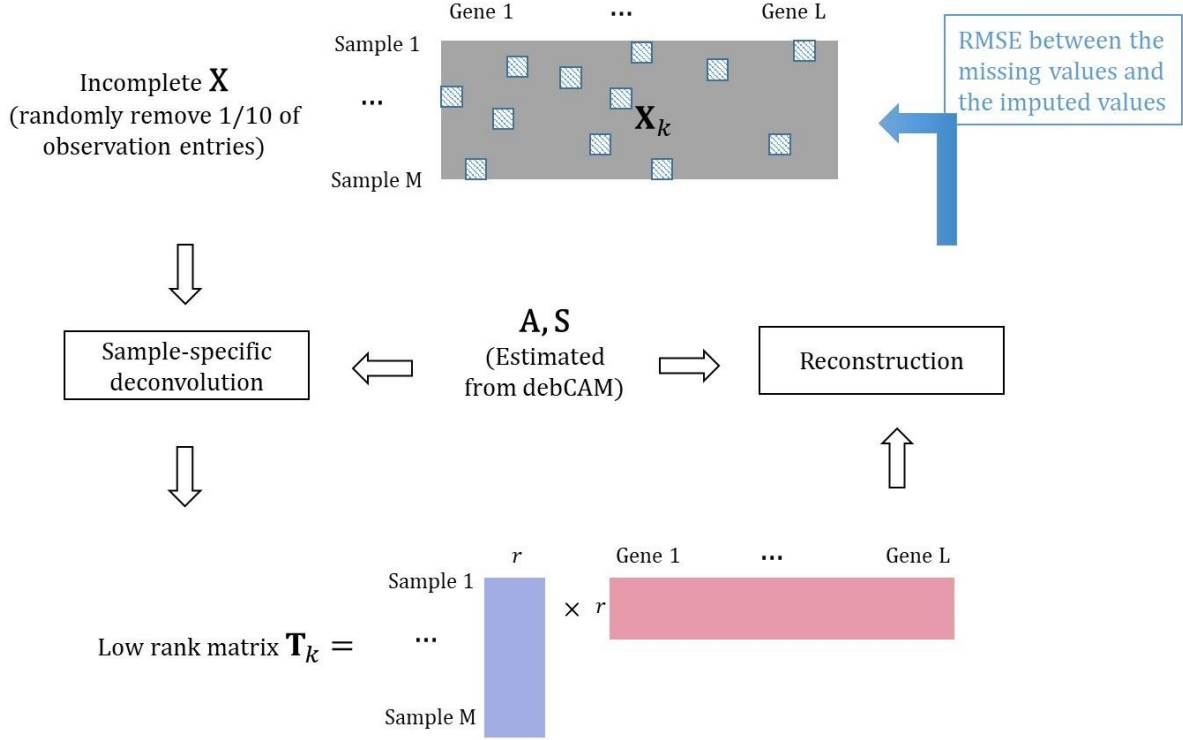 Gene 1 ... Gene L
Sample 1
Incomplete X
(randomly remove 1/10 of
observation entries)
...
X_k
Sample M
RMSE between the
missing values and
the imputed values
Sample-specific
deconvolution
A, S
(Estimated
from debCAM)
Reconstruction
r
Gene 1 ... Gene L
Sample 1
× r
...
Low rank matrix T_k =
Sample M